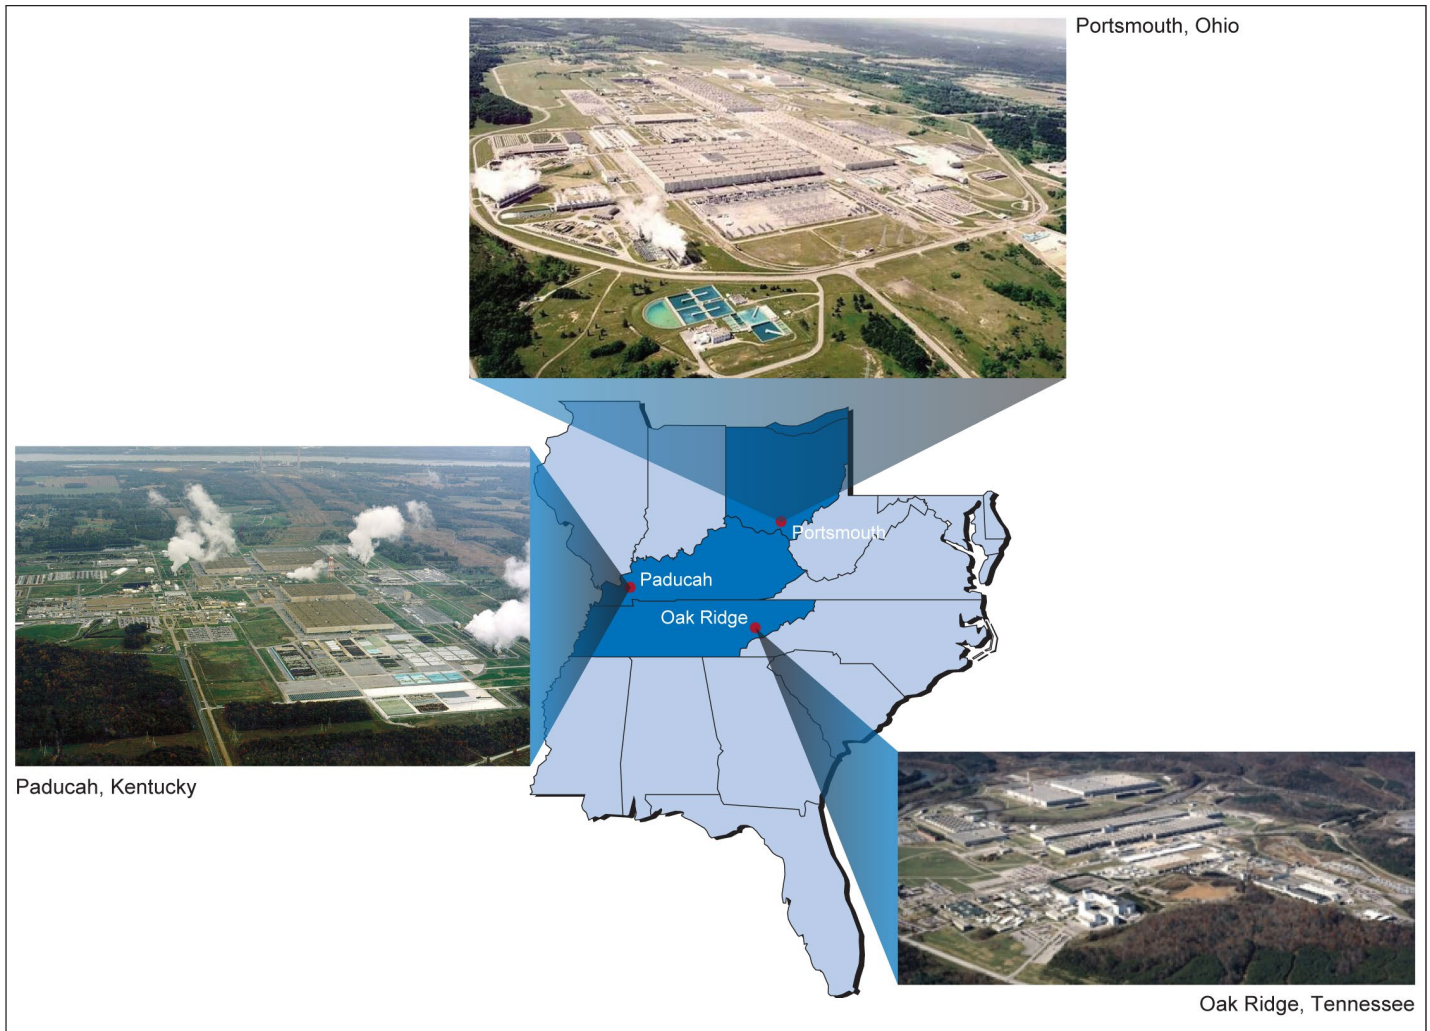 Portsmouth, Ohio
Portsmouth
Paducah
Oak Ridge
Paducah, Kentucky
Oak Ridge, Tennessee